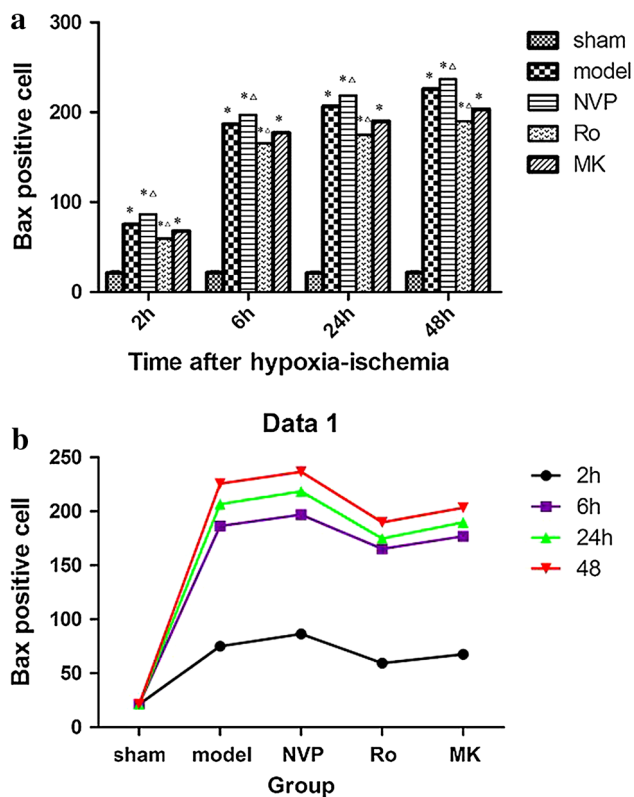 a
300
200
100
0
Bax positive cell
* *△ *△ *
* *△ *△ *
* *△ *△ *
* *△ *△ *
2h 6h 24h 48h
Time after hypoxia-ischemia
sham
model
NVP
Ro
MK
b
Data 1
250
200
150
100
50
0
Bax positive cell
sham model NVP Ro MK
Group
2h
6h
24h
48